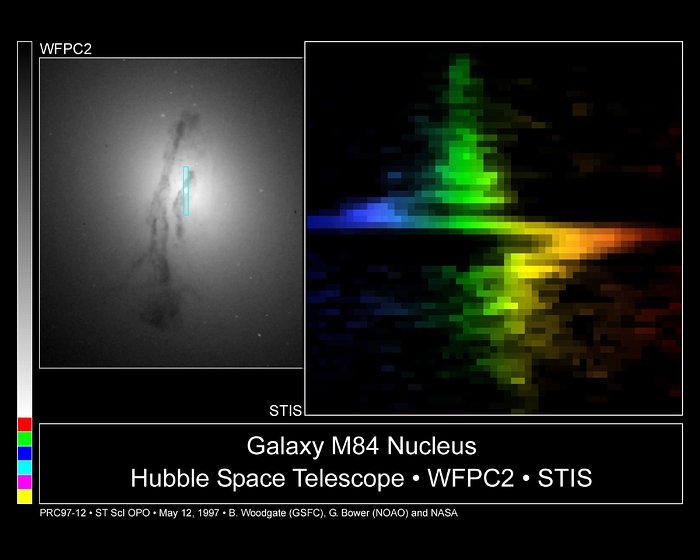 WFPC2
STIS
Galaxy M84 Nucleus
Hubble Space Telescope • WFPC2 • STIS
PRC97-12 • ST ScI OPO • May 12, 1997 • B. Woodgate (GSFC), G. Bower (NOAO) and NASA